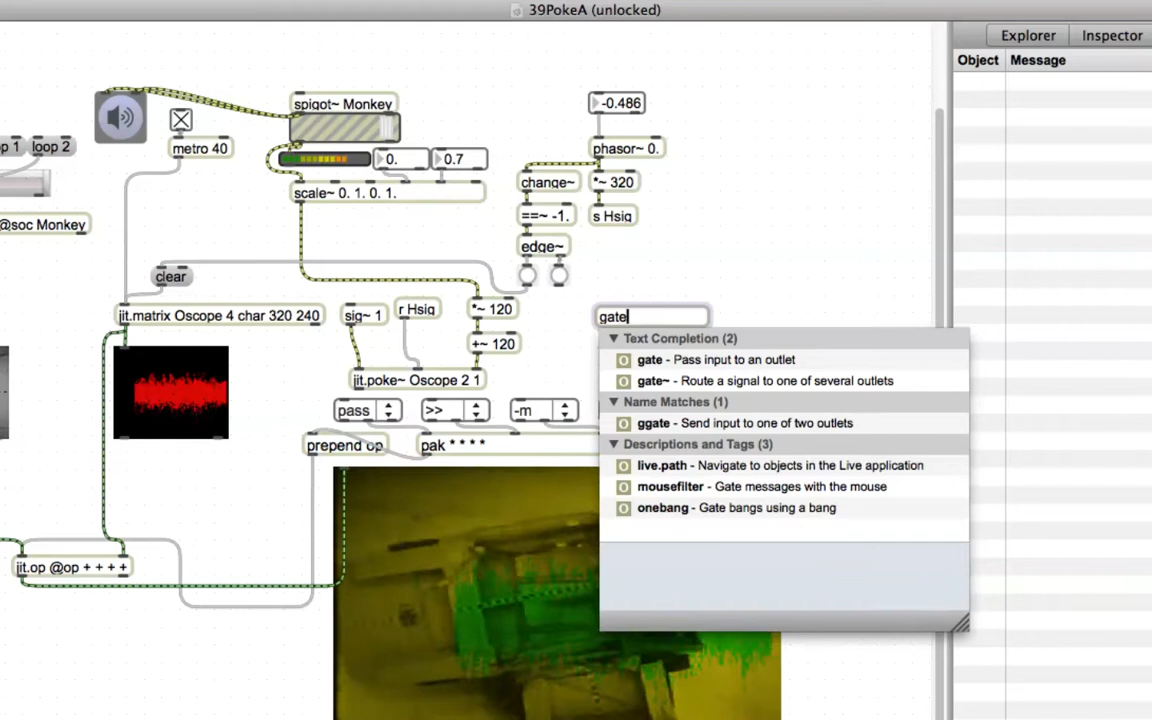 39PokeA (unlocked)
Explorer
Inspector
Object
Message
spigot~ Monkey
-0.486
p 1
loop 2
metro 40
phasor~ 0.
0.
0.7
change~
*~ 320
scale~ 0. 1. 0. 1.
==~ -1.
s Hsig
@soc Monkey
edge~
clear
jit.matrix Oscope 4 char 320 240
sig~ 1
r Hsig
*~ 120
gate
+~ 120
Text Completion (2)
gate - Pass input to an outlet
gate~ - Route a signal to one of several outlets
jit.poke~ Oscope 2 1
Name Matches (1)
pass
>>
-m
ggate - Send input to one of two outlets
prepend op
pak * * * *
Descriptions and Tags (3)
live.path - Navigate to objects in the Live application
mousefilter - Gate messages with the mouse
onebang - Gate bangs using a bang
jit.op @op + + + +